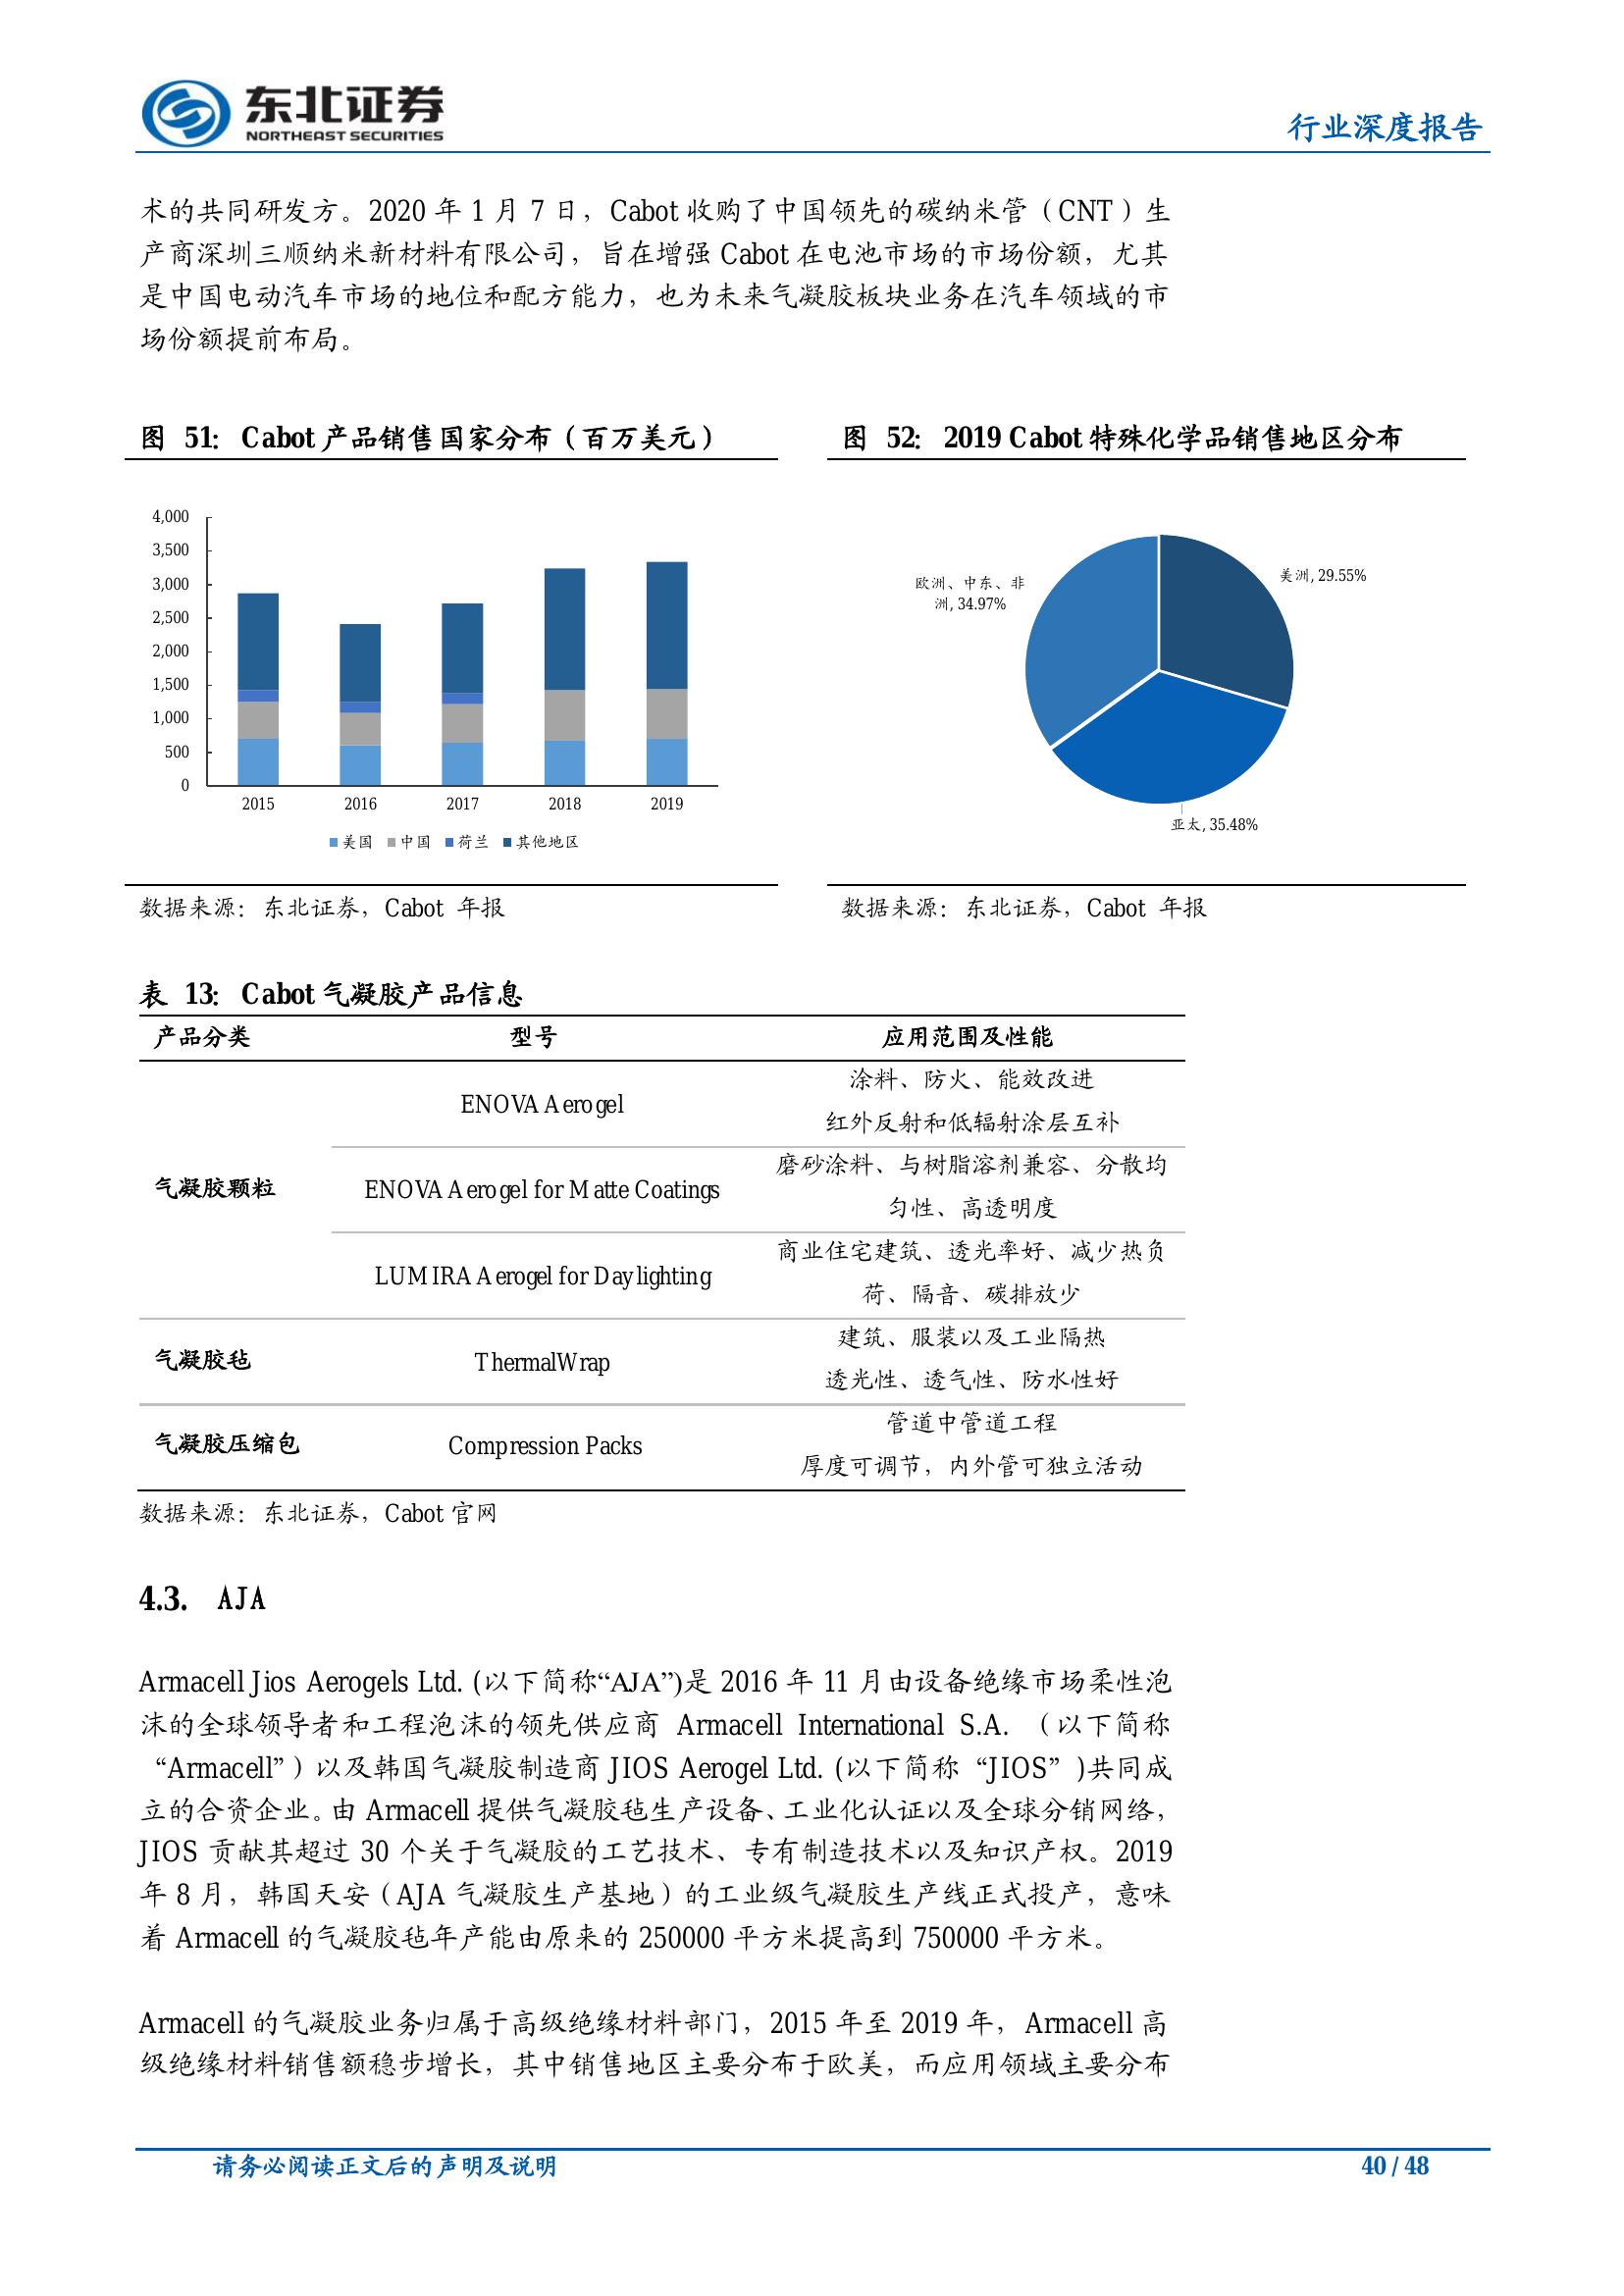 东北证券
NORTHEAST SECURITIES
行业深度报告
术的共同研发方。2020 年 1 月 7 日，Cabot 收购了中国领先的碳纳米管（CNT）生
产商深圳三顺纳米新材料有限公司，旨在增强 Cabot 在电池市场的市场份额，尤其
是中国电动汽车市场的地位和配方能力，也为未来气凝胶板块业务在汽车领域的市
场份额提前布局。
图 51： Cabot 产品销售国家分布（百万美元）
4,000
3,500
3,000
2,500
2,000
1,500
1,000
500
0
2015 2016 2017 2018 2019
美国 中国 荷兰 其他地区
数据来源：东北证券，Cabot 年报
图 52： 2019 Cabot 特殊化学品销售地区分布
欧洲、中东、非
洲, 34.97%
美洲, 29.55%
亚太, 35.48%
数据来源：东北证券，Cabot 年报
表 13： Cabot 气凝胶产品信息
产品分类 型号 应用范围及性能
气凝胶颗粒
ENOVA Aerogel
涂料、防火、能效改进
红外反射和低辐射涂层互补
ENOVA Aerogel for Matte Coatings
磨砂涂料、与树脂溶剂兼容、分散均
匀性、高透明度
LUMIRA Aerogel for Daylighting
商业住宅建筑、透光率好、减少热负
荷、隔音、碳排放少
气凝胶毡
ThermalWrap
建筑、服装以及工业隔热
透光性、透气性、防水性好
气凝胶压缩包
Compression Packs
管道中管道工程
厚度可调节，内外管可独立活动
数据来源：东北证券，Cabot 官网
4.3. AJA
Armacell Jios Aerogels Ltd. (以下简称“AJA”)是 2016 年 11 月由设备绝缘市场柔性泡
沫的全球领导者和工程泡沫的领先供应商 Armacell International S.A. （以下简称
“Armacell”）以及韩国气凝胶制造商 JIOS Aerogel Ltd. (以下简称 “JIOS” )共同成
立的合资企业。由 Armacell 提供气凝胶毡生产设备、工业化认证以及全球分销网络，
JIOS 贡献其超过 30 个关于气凝胶的工艺技术、专有制造技术以及知识产权。2019
年 8 月，韩国天安（AJA 气凝胶生产基地）的工业级气凝胶生产线正式投产，意味
着 Armacell 的气凝胶毡年产能由原来的 250000 平方米提高到 750000 平方米。
Armacell 的气凝胶业务归属于高级绝缘材料部门，2015 年至 2019 年，Armacell 高
级绝缘材料销售额稳步增长，其中销售地区主要分布于欧美，而应用领域主要分布
请务必阅读正文后的声明及说明
40 / 48